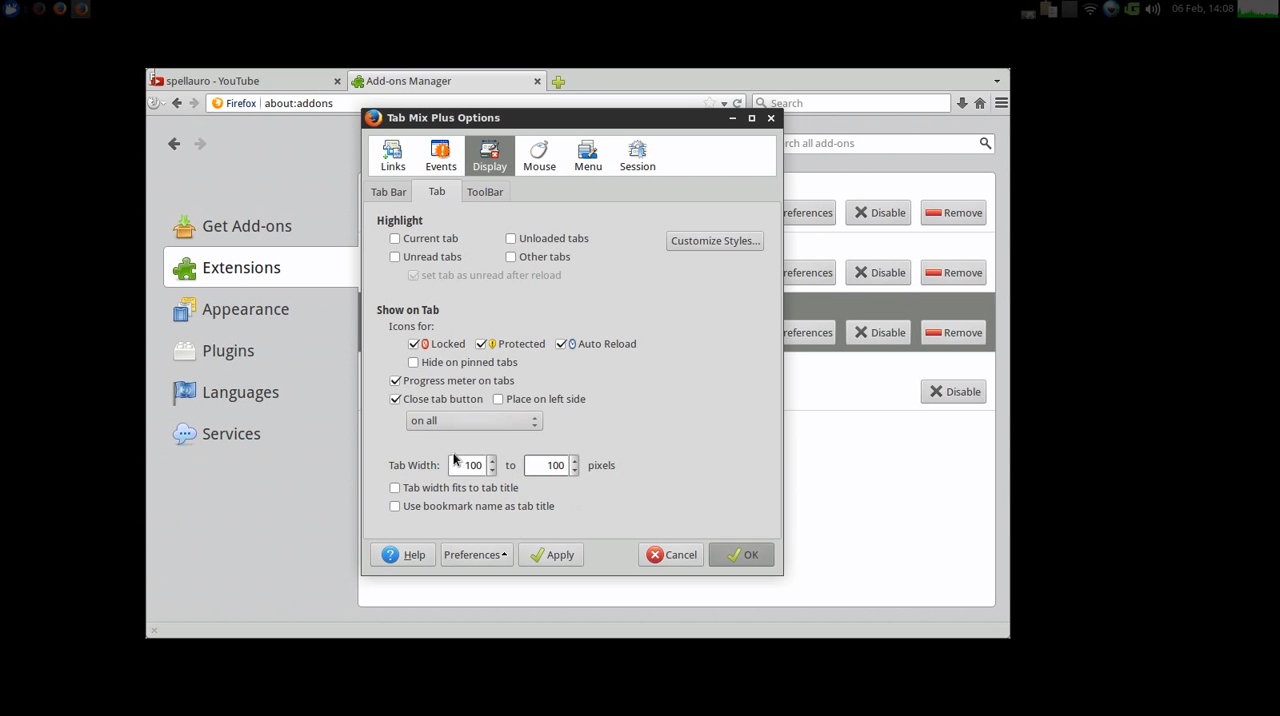 06 Feb, 14:08
spellauro - YouTube
Add-ons Manager
Firefox
about:addons
Search
Tab Mix Plus Options
rch all add-ons
Links
Events
Display
Mouse
Menu
Session
Tab Bar
Tab
ToolBar
Get Add-ons
Extensions
Appearance
Plugins
Languages
Services
Highlight
Current tab
Unloaded tabs
Customize Styles...
Unread tabs
Other tabs
set tab as unread after reload
Show on Tab
Icons for:
Locked
Protected
Auto Reload
Hide on pinned tabs
Progress meter on tabs
Close tab button
Place on left side
on all
Tab Width: 100 to 100 pixels
Tab width fits to tab title
Use bookmark name as tab title
Help
Preferences
Apply
Cancel
OK
references
Disable
Remove
references
Disable
Remove
references
Disable
Remove
Disable